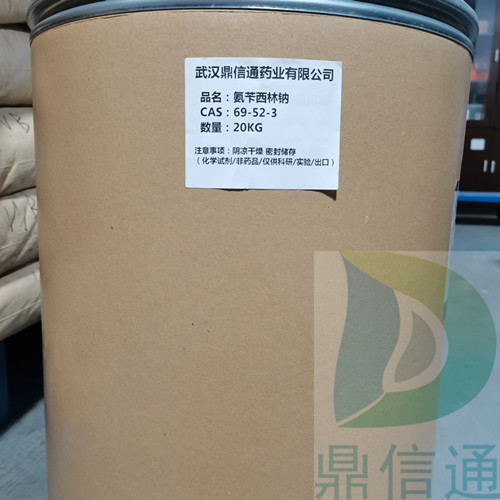 武汉鼎信通药业有限公司
品名：氨苄西林钠
CAS：69-52-3
数量：20KG
注意事项：阴凉干燥 密封储存
（化学试剂/非药品/仅供科研/实验/出口）
鼎信通